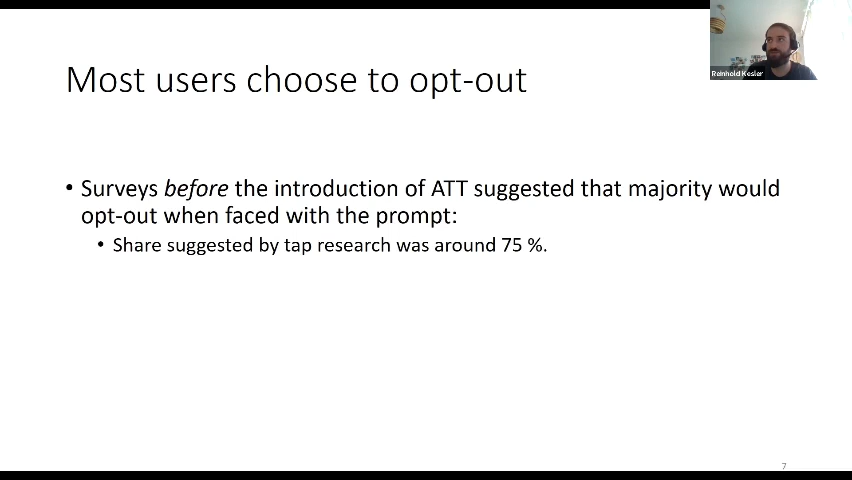 Reinhold Kesler
Most users choose to opt-out
• Surveys before the introduction of ATT suggested that majority would
opt-out when faced with the prompt:
• Share suggested by tap research was around 75 %.
7